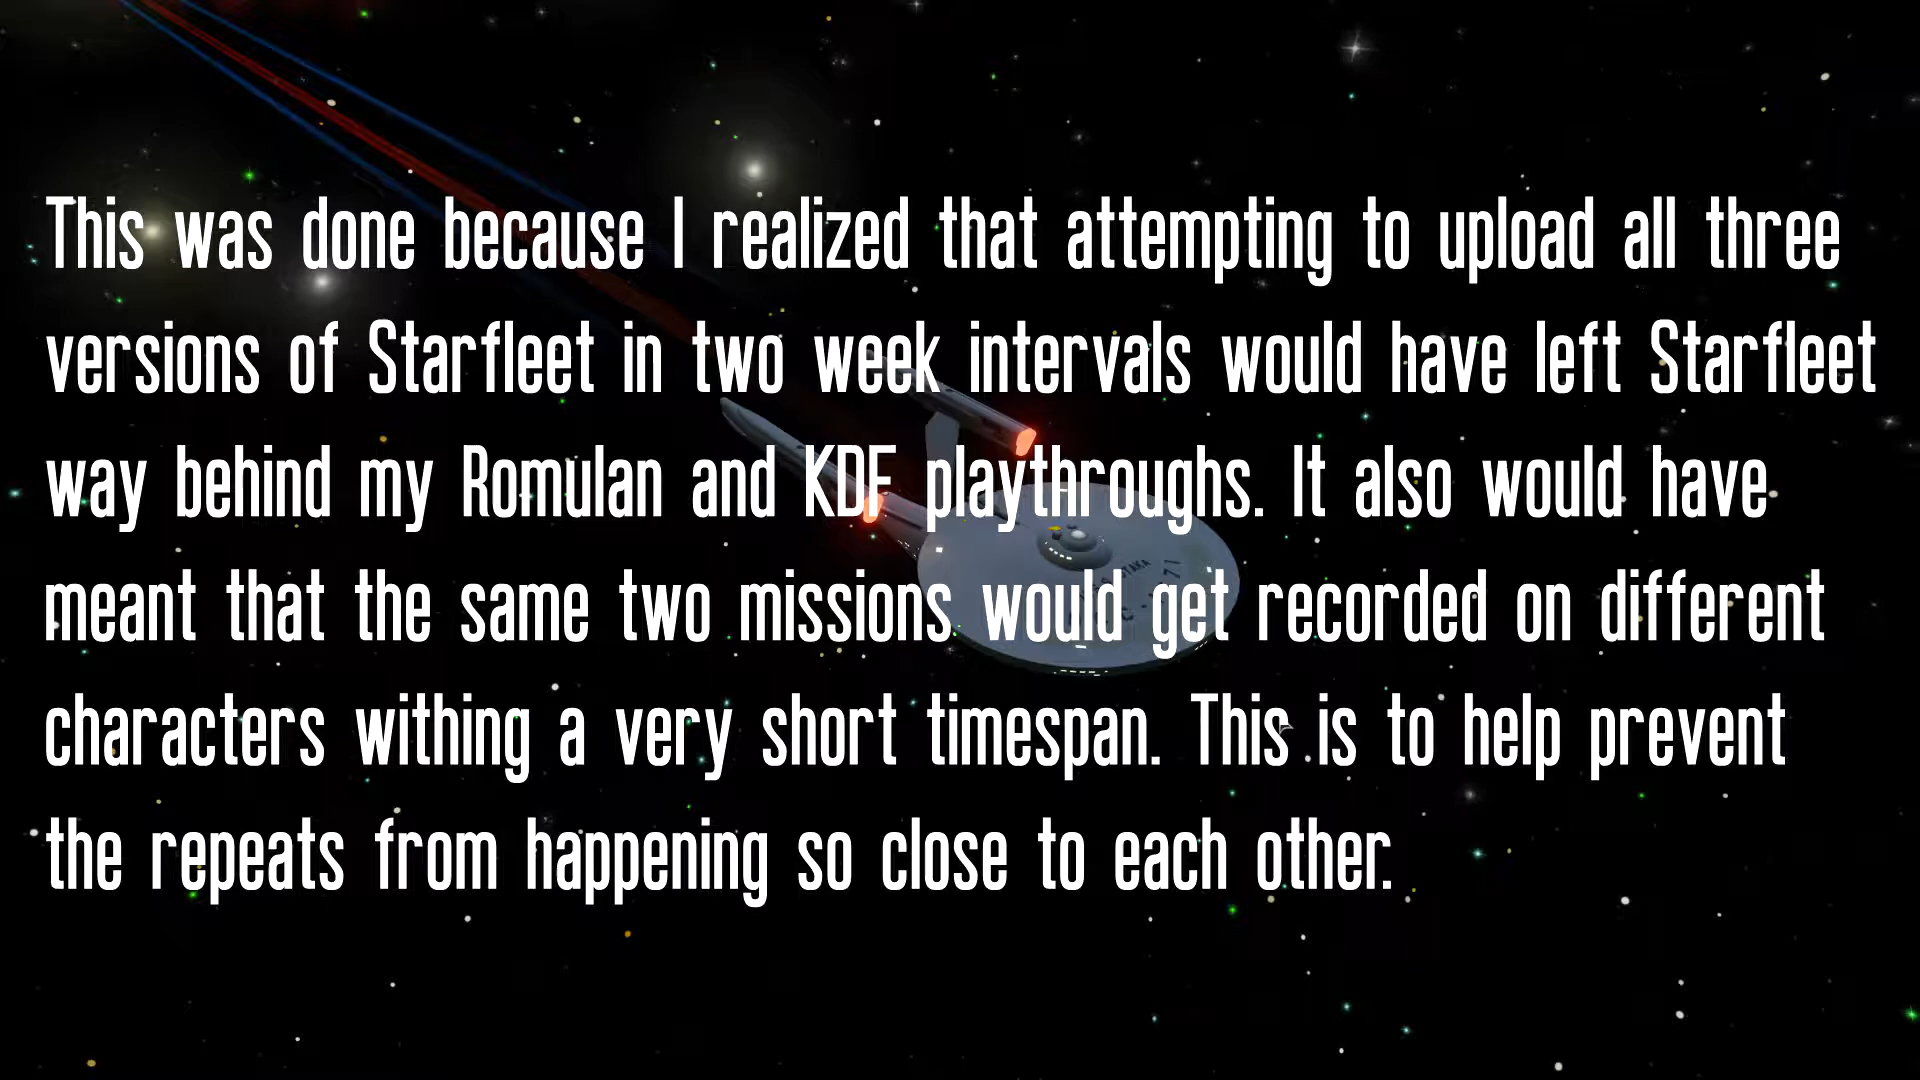 This was done because I realized that attempting to upload all three
versions of Starfleet in two week intervals would have left Starfleet
way behind my Romulan and KDF playthroughs. It also would have
meant that the same two missions would get recorded on different
characters withing a very short timespan. This is to help prevent
the repeats from happening so close to each other.